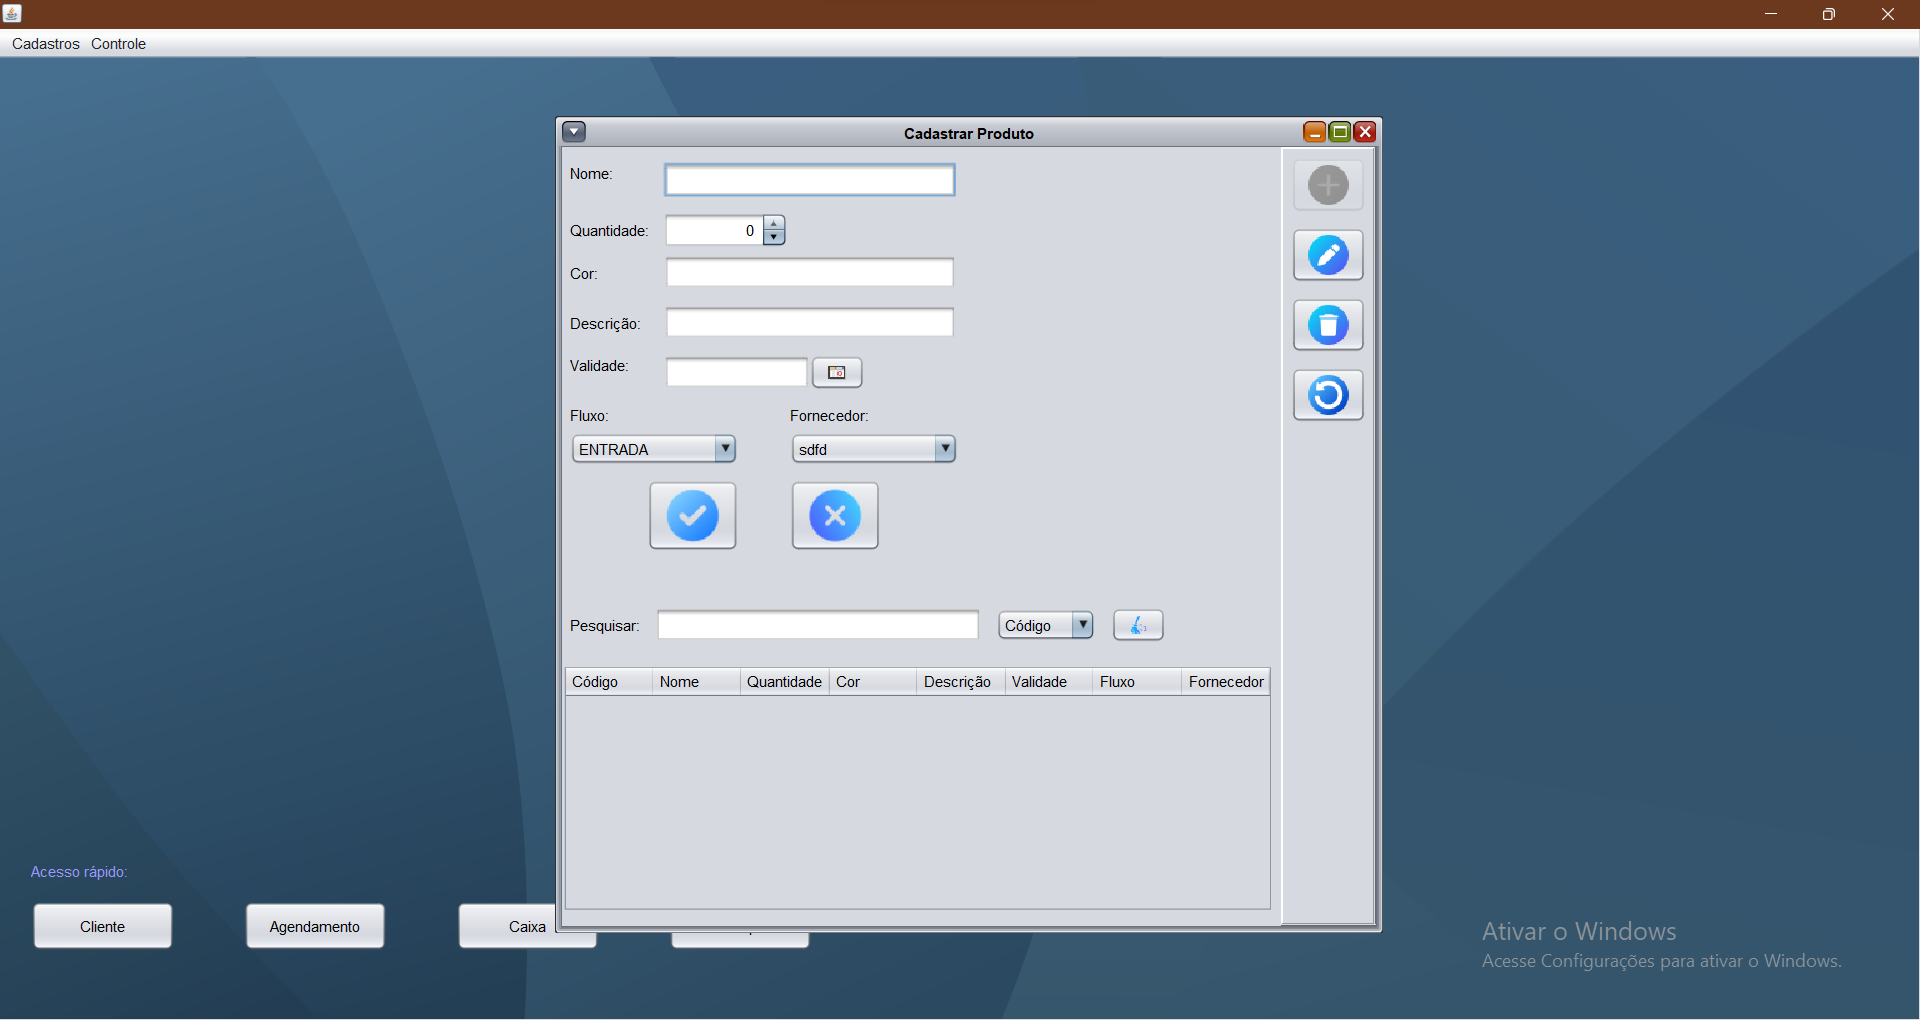 Cadastros Controle
Cadastrar Produto
Nome:
Quantidade: 0
Cor:
Descrição:
Validade:
Fluxo: Fornecedor:
ENTRADA sdfd
Pesquisar: Código
Código Nome Quantidade Cor Descrição Validade Fluxo Fornecedor
Acesso rápido:
Cliente Agendamento Caixa
Ativar o Windows
Acesse Configurações para ativar o Windows.